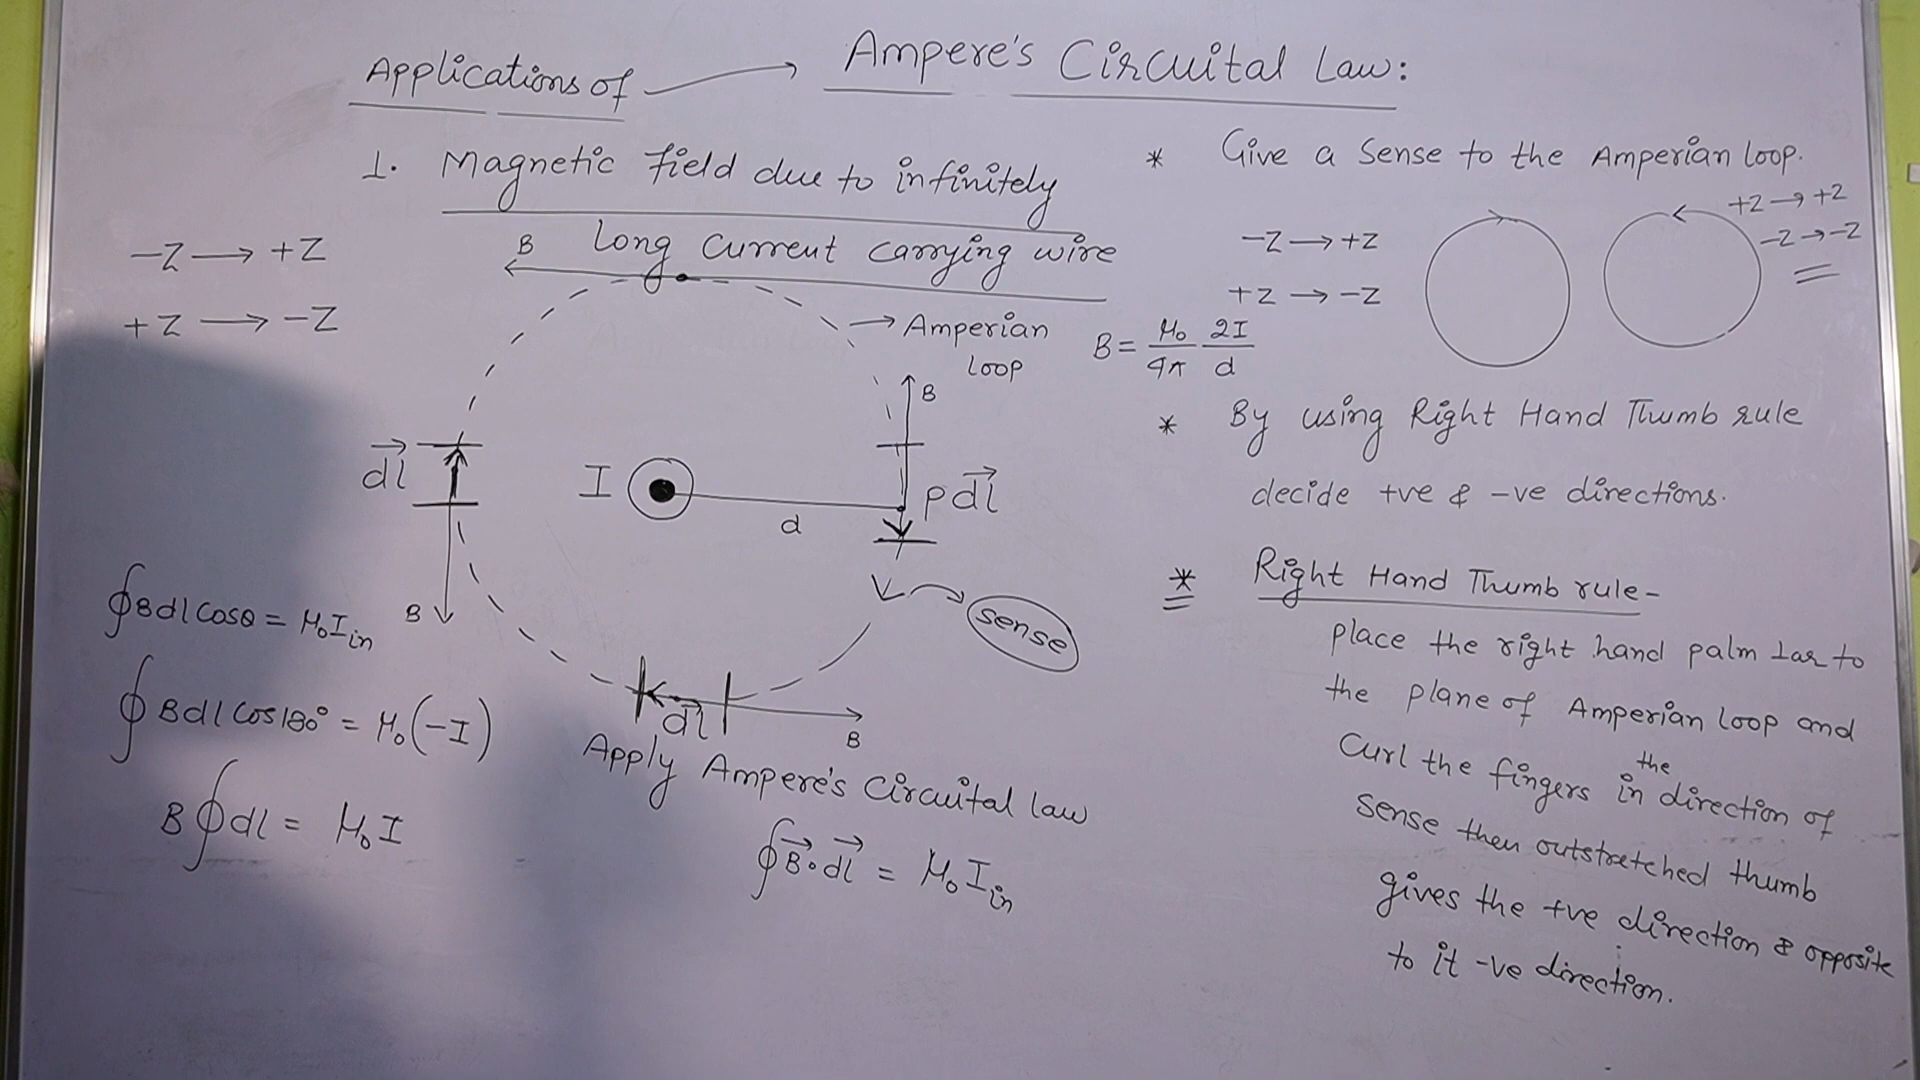 Applications of → Ampere's Circuital Law:
1. Magnetic field due to infinitely
long current carrying wire
-Z → +Z
+Z → -Z
B
Amperian
loop
B
dl
I
d
P dl
B
sense
dl
B
∮Bdl cosθ = μ₀I in
∮Bdl cos180° = μ₀(-I)
B∮dl = μ₀I
Apply Ampere's Circuital law
∮B·dl = μ₀I in
* Give a Sense to the Amperian loop.
-Z → +Z
+Z → -Z
+Z → +Z
-Z → -Z
B = μ₀/4π 2I/d
* By using Right Hand Thumb rule
decide +ve & -ve directions.
* Right Hand Thumb rule-
place the right hand palm ⊥ar to
the plane of Amperian loop and
Curl the fingers in the direction of
sense then outstretched thumb
gives the +ve direction & opposite
to it -ve direction.